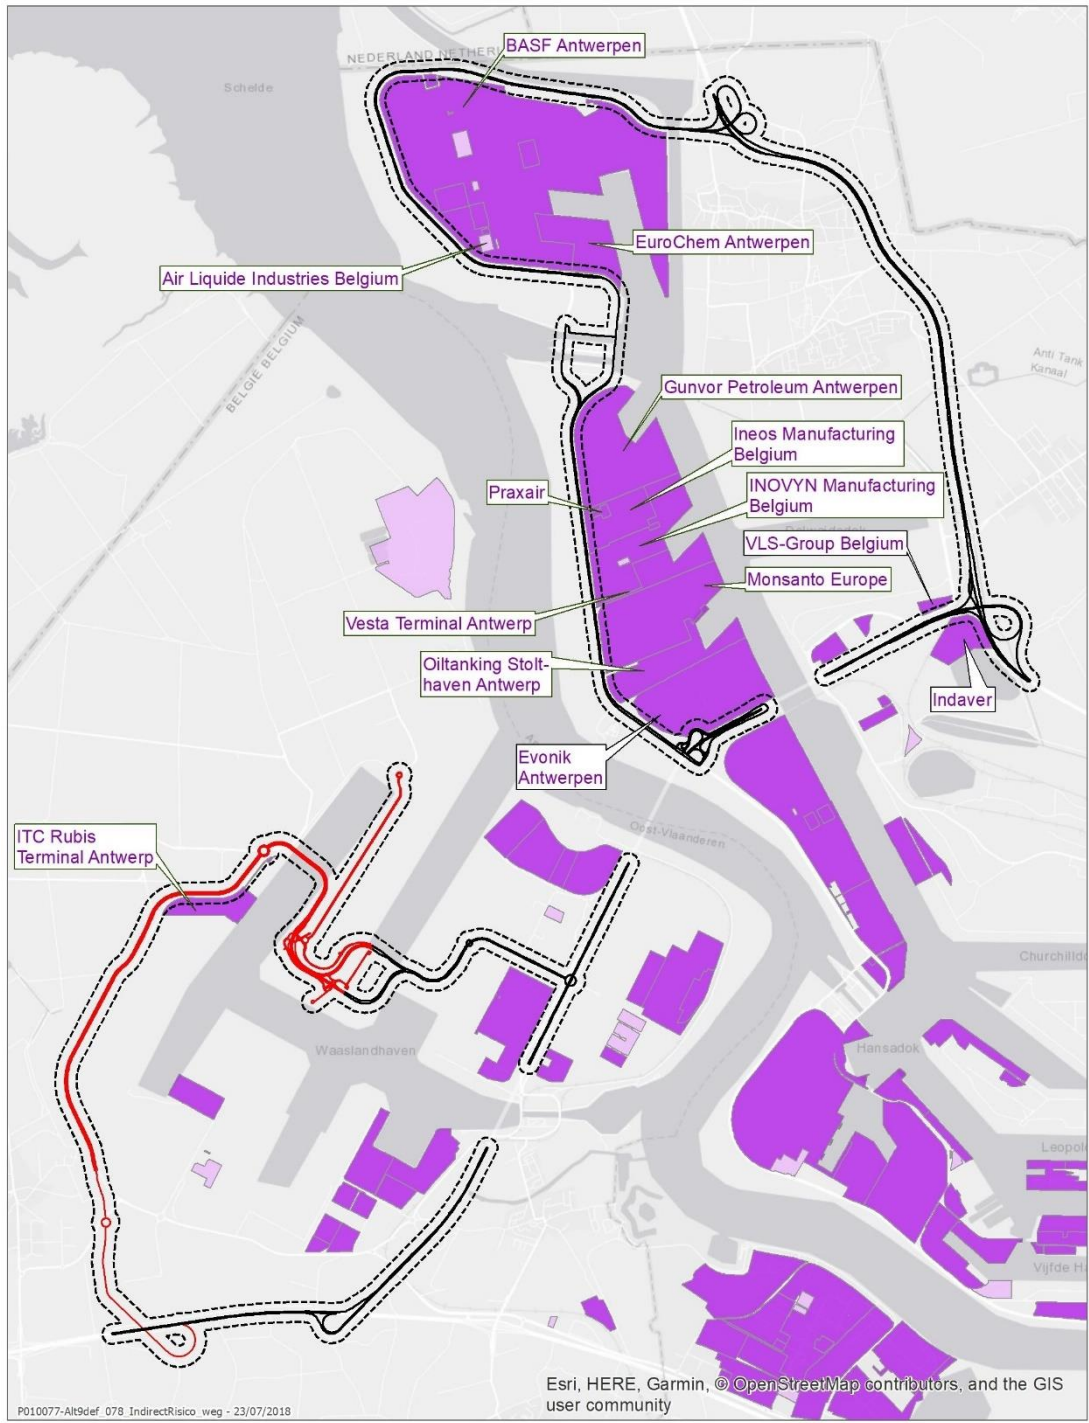 BASF Antwerpen
NEDERLAND NETHERL
Schelde
EuroChem Antwerpen
Air Liquide Industries Belgium
BELGIE BELGIUM
Anti Tank
Kanaal
Gunvor Petroleum Antwerpen
Ineos Manufacturing
Belgium
Praxair
INOVYN Manufacturing
Belgium
VLS-Group Belgium
Monsanto Europe
Vesta Terminal Antwerp
Oiltanking Stolt-
haven Antwerp
Indaver
Evonik
Antwerpen
ITC Rubis
Terminal Antwerp
Oost-Vlaanderen
Churchilldo
Waaslandhaven
Hansadok
Leopold
Vijfde Ha
Esri, HERE, Garmin, © OpenStreetMap contributors, and the GIS
user community
P010077-Alt9def_078_IndirectRisico_weg - 23/07/2018